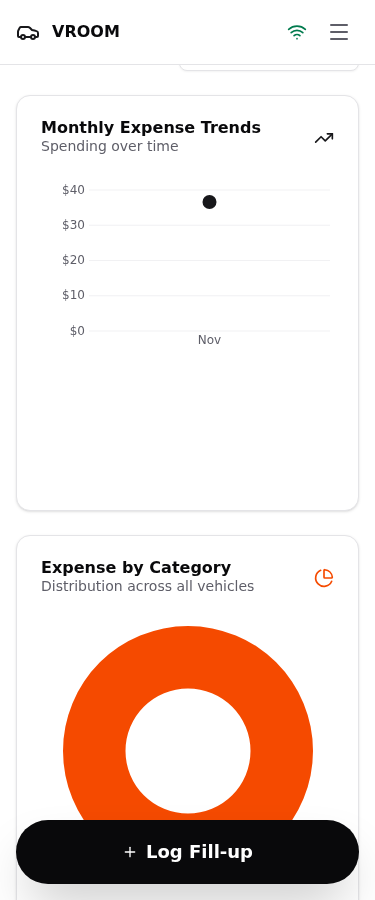 VROOM
Monthly Expense Trends
Spending over time
$40
$30
$20
$10
$0
Nov
Expense by Category
Distribution across all vehicles
+ Log Fill-up